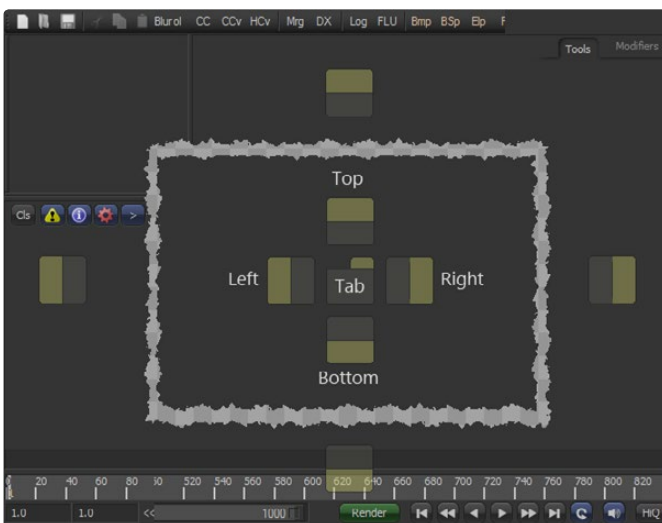 Blurol CC CCv HCv Mrg DX Log FLU Bmp BSp Elp
Tools Modifiers
Top
Cls >
Left Tab Right
Bottom
0 20 40 60 80 520 540 560 580 600 620 640 660 680 700 720 740 760 780 800 820
1.0 1.0 << 1000 Render HiQ